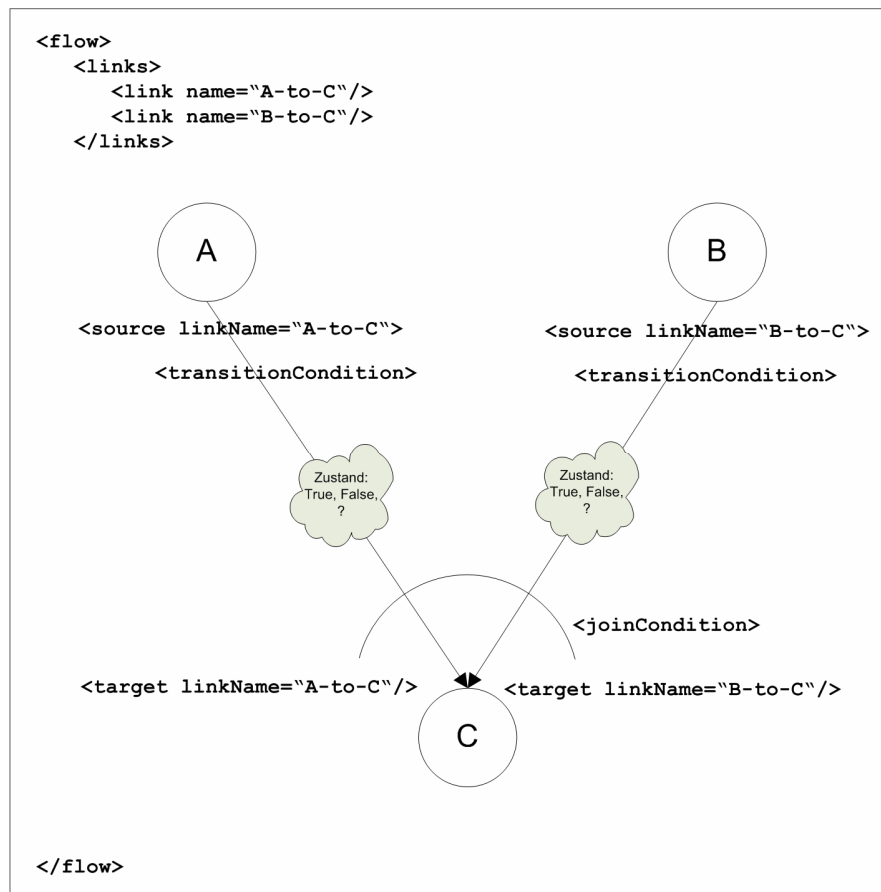 <flow>
<links>
<link name=“A-to-C“/>
<link name=“B-to-C“/>
</links>
A
B
<source linkName=“A-to-C“>
<source linkName=“B-to-C“>
<transitionCondition>
<transitionCondition>
Zustand:
True, False,
?
Zustand:
True, False,
?
<joinCondition>
<target linkName=“A-to-C“/>
<target linkName=“B-to-C“/>
C
</flow>